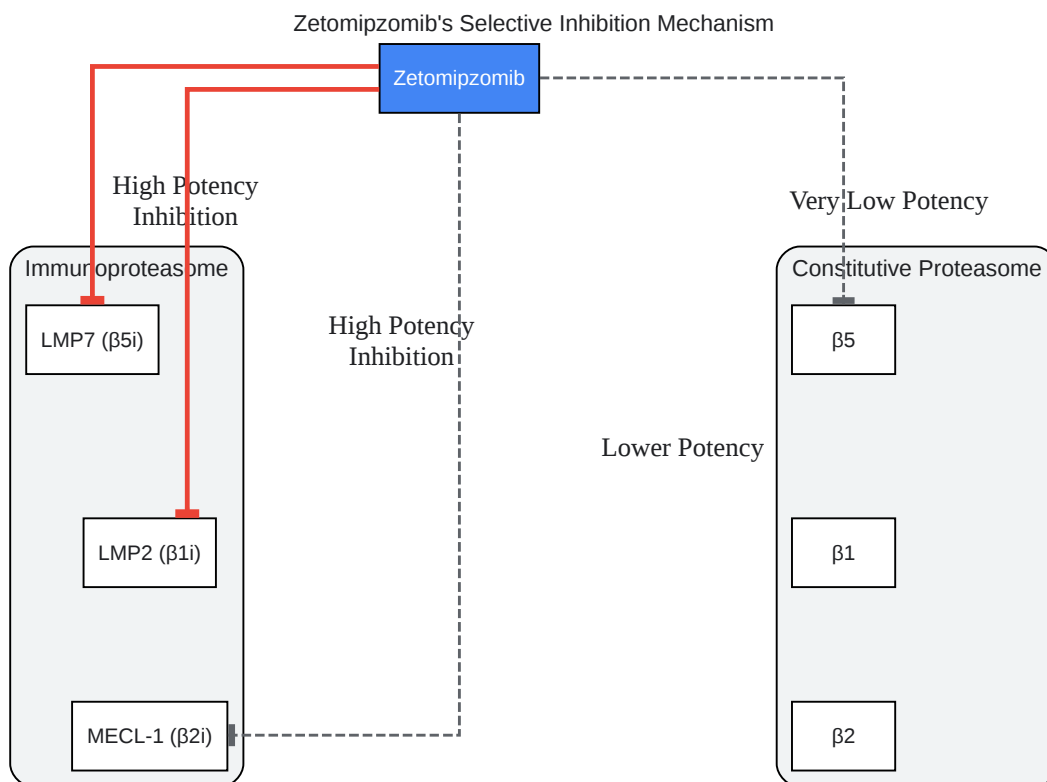 Zetomipzomib's Selective Inhibition Mechanism
Zetomipzomib
High Potency
Inhibition
Very Low Potency
Immunoproteasome
Constitutive Proteasome
LMP7 (β5i)
High Potency
Inhibition
β5
Lower Potency
LMP2 (β1i)
β1
MECL-1 (β2i)
β2